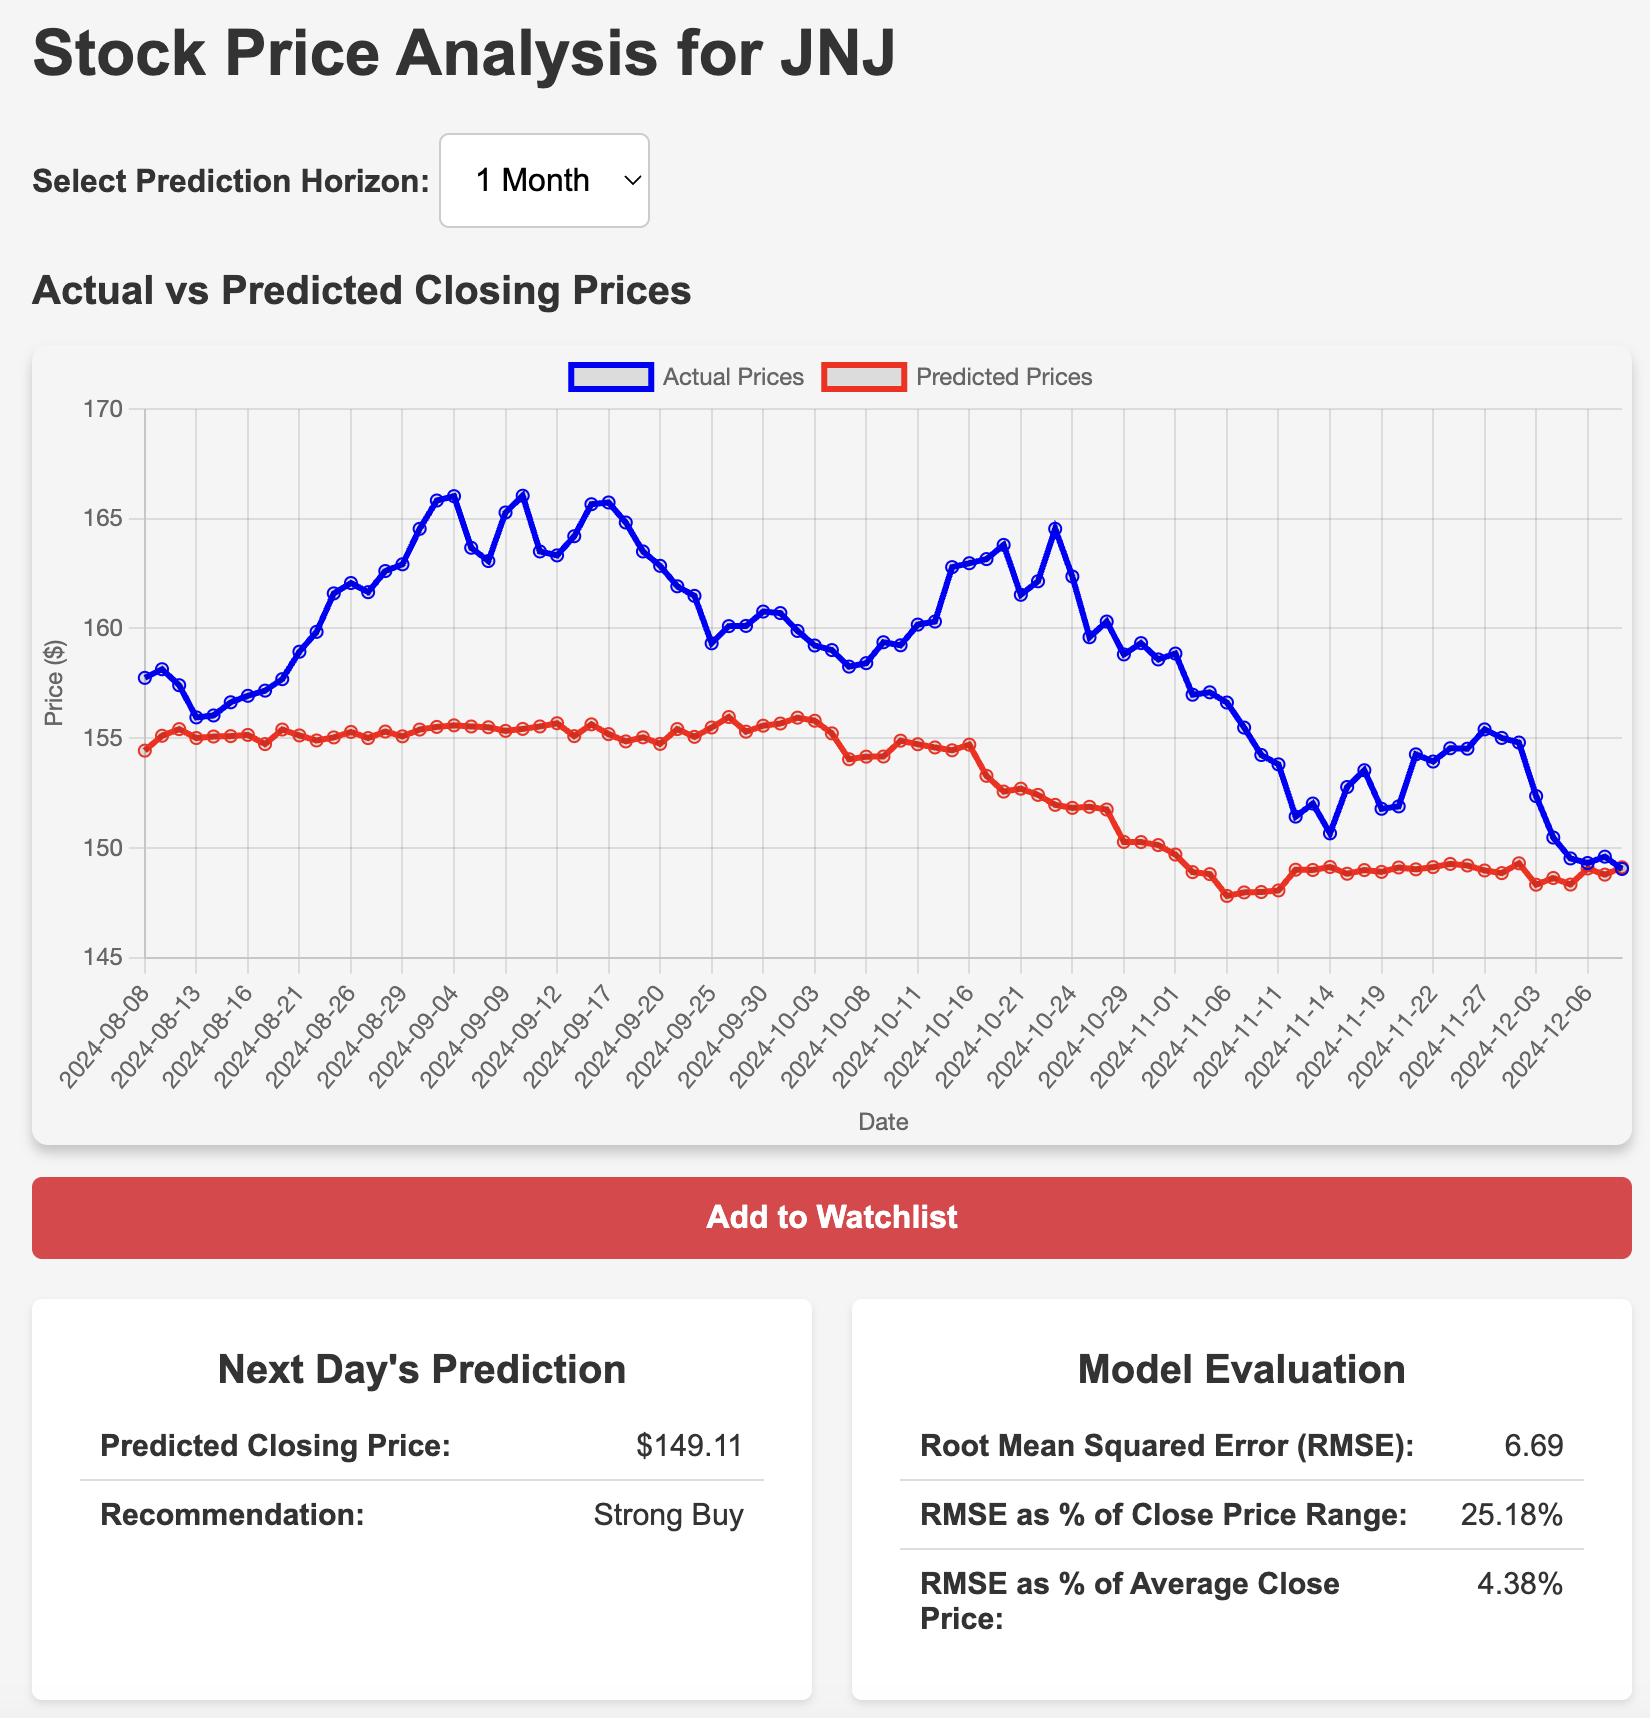 Stock Price Analysis for JNJ
Select Prediction Horizon: 1 Month
Actual vs Predicted Closing Prices
Actual Prices Predicted Prices
170
165
160
155
150
145
Price ($)
2024-08-08
2024-08-13
2024-08-16
2024-08-21
2024-08-26
2024-08-29
2024-09-04
2024-09-09
2024-09-12
2024-09-17
2024-09-20
2024-09-25
2024-09-30
2024-10-03
2024-10-08
2024-10-11
2024-10-16
2024-10-21
2024-10-24
2024-10-29
2024-11-01
2024-11-06
2024-11-11
2024-11-14
2024-11-19
2024-11-22
2024-11-27
2024-12-03
2024-12-06
Date
Add to Watchlist
Next Day's Prediction
Predicted Closing Price: $149.11
Recommendation: Strong Buy
Model Evaluation
Root Mean Squared Error (RMSE): 6.69
RMSE as % of Close Price Range: 25.18%
RMSE as % of Average Close 4.38%
Price: